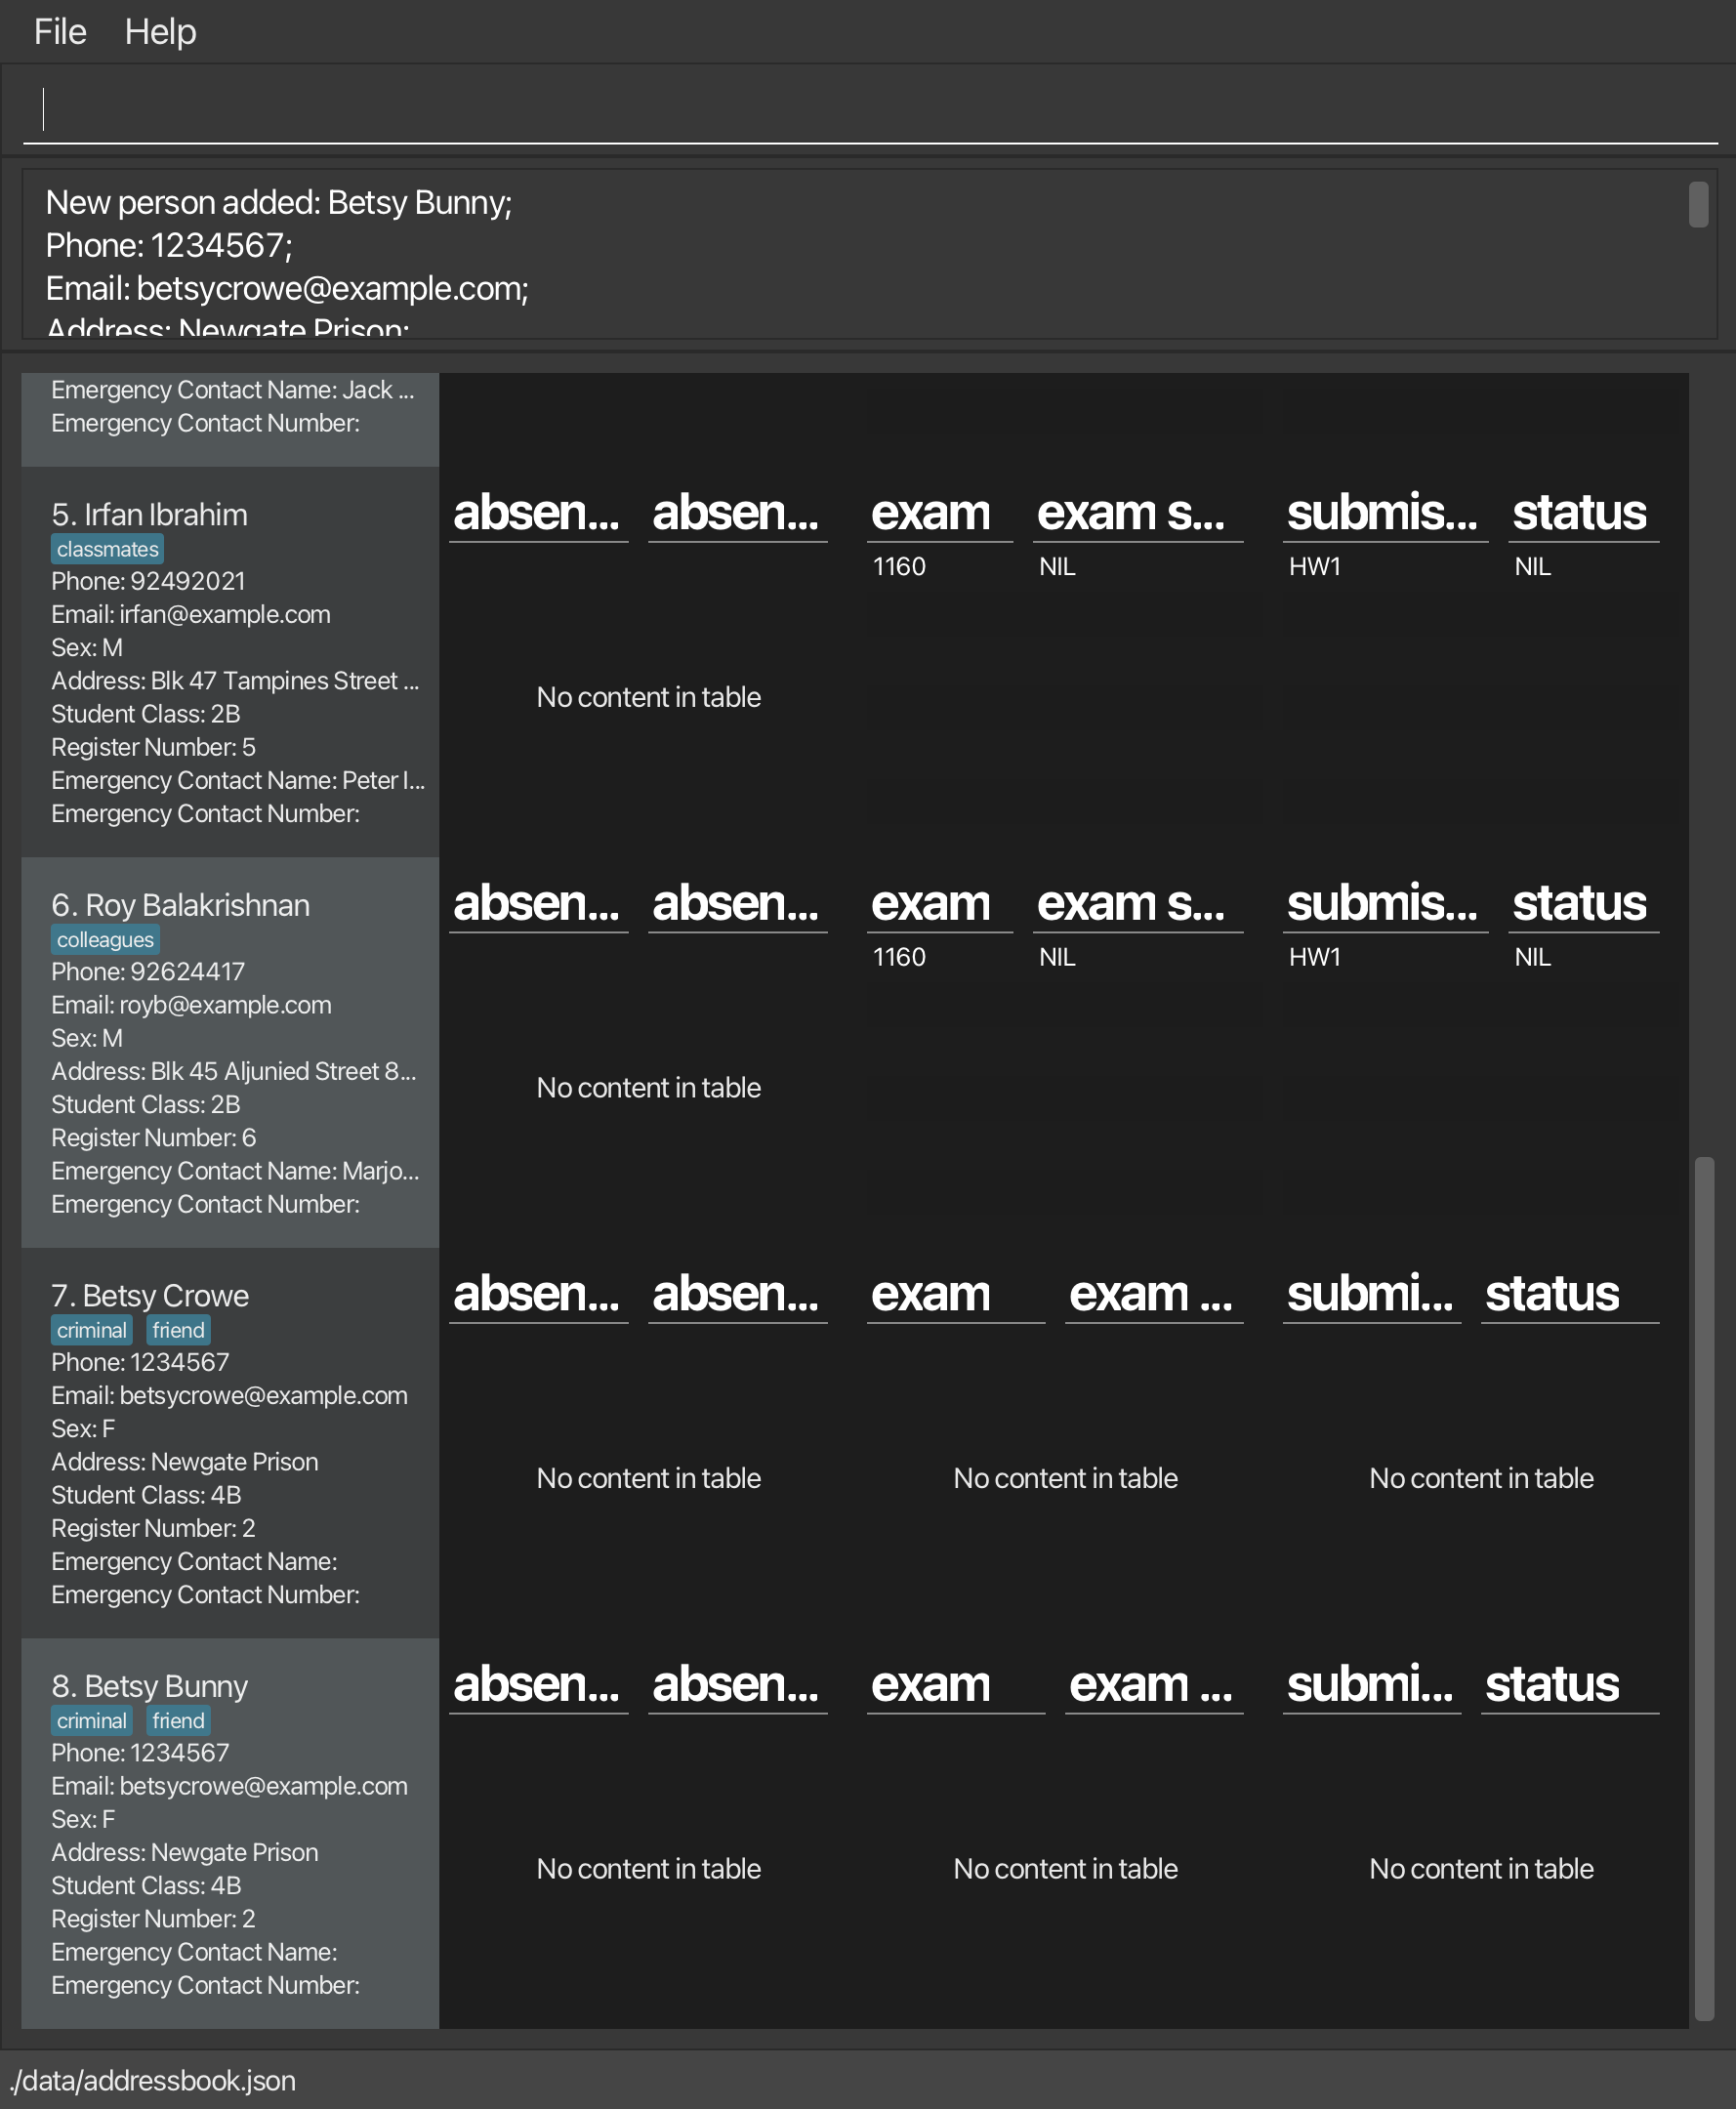 File Help
New person added: Betsy Bunny;
Phone: 1234567;
Email: betsycrowe@example.com;
Address: Newgate Prison;
Emergency Contact Name: Jack ...
Emergency Contact Number:
5. Irfan Ibrahim
classmates
Phone: 92492021
Email: irfan@example.com
Sex: M
Address: Blk 47 Tampines Street ...
Student Class: 2B
Register Number: 5
Emergency Contact Name: Peter I...
Emergency Contact Number:
absen... absen... exam exam s... submis... status
1160 NIL HW1 NIL
No content in table
6. Roy Balakrishnan
colleagues
Phone: 92624417
Email: royb@example.com
Sex: M
Address: Blk 45 Aljunied Street 8...
Student Class: 2B
Register Number: 6
Emergency Contact Name: Marjo...
Emergency Contact Number:
absen... absen... exam exam s... submis... status
1160 NIL HW1 NIL
No content in table
7. Betsy Crowe
criminal friend
Phone: 1234567
Email: betsycrowe@example.com
Sex: F
Address: Newgate Prison
Student Class: 4B
Register Number: 2
Emergency Contact Name:
Emergency Contact Number:
absen... absen... exam exam ... submi... status
No content in table No content in table No content in table
8. Betsy Bunny
criminal friend
Phone: 1234567
Email: betsycrowe@example.com
Sex: F
Address: Newgate Prison
Student Class: 4B
Register Number: 2
Emergency Contact Name:
Emergency Contact Number:
absen... absen... exam exam ... submi... status
No content in table No content in table No content in table
./data/addressbook.json